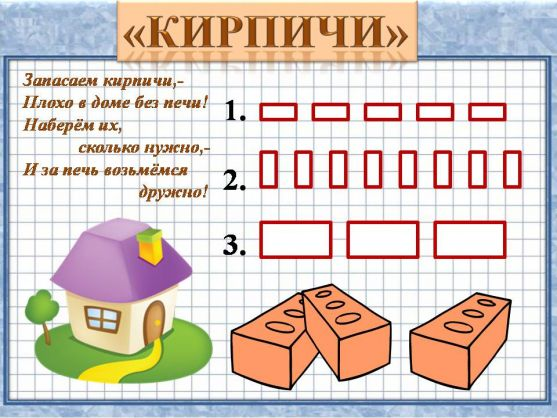 «КИРПИЧИ»
Запасаем кирпичи,-
Плохо в доме без печи!
Наберём их,
сколько нужно,-
И за печь возьмёмся
дружно!
1.
2.
3.